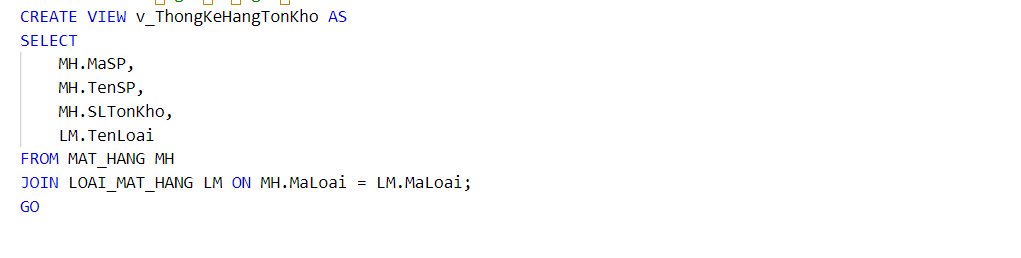 CREATE VIEW v_ThongKeHangTonKho AS
SELECT
    MH.MaSP,
    MH.TenSP,
    MH.SLTonKho,
    LM.TenLoai
FROM MAT_HANG MH
JOIN LOAI_MAT_HANG LM ON MH.MaLoai = LM.MaLoai;
GO